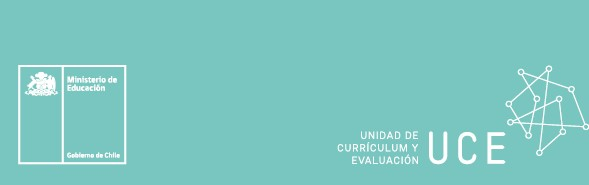 Ministerio de
Educación
Gobierno de Chile
UNIDAD DE
CURRÍCULUM Y
EVALUACIÓN
UCE